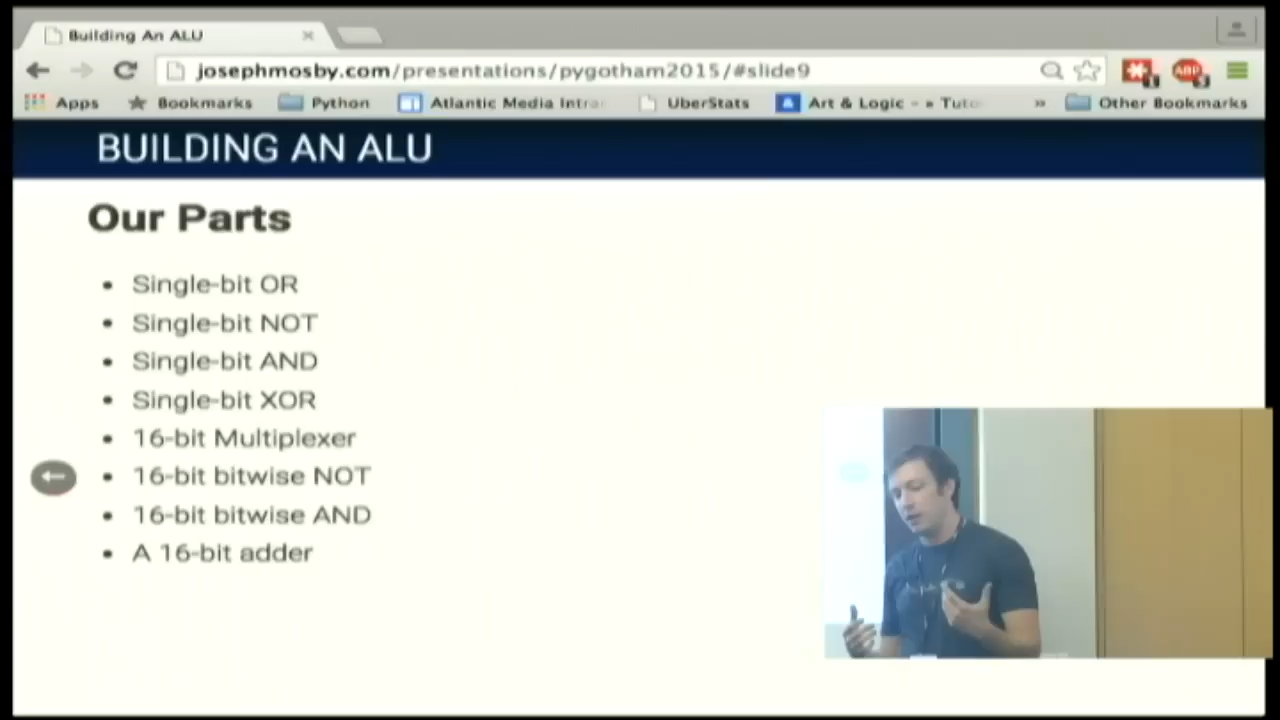 Building An ALU
josephmosby.com/presentations/pygotham2015/#slide9
Apps Bookmarks Python Atlantic Media Intra UberStats Art & Logic - » Tuto » Other Bookmarks
BUILDING AN ALU
Our Parts
• Single-bit OR
• Single-bit NOT
• Single-bit AND
• Single-bit XOR
• 16-bit Multiplexer
• 16-bit bitwise NOT
• 16-bit bitwise AND
• A 16-bit adder